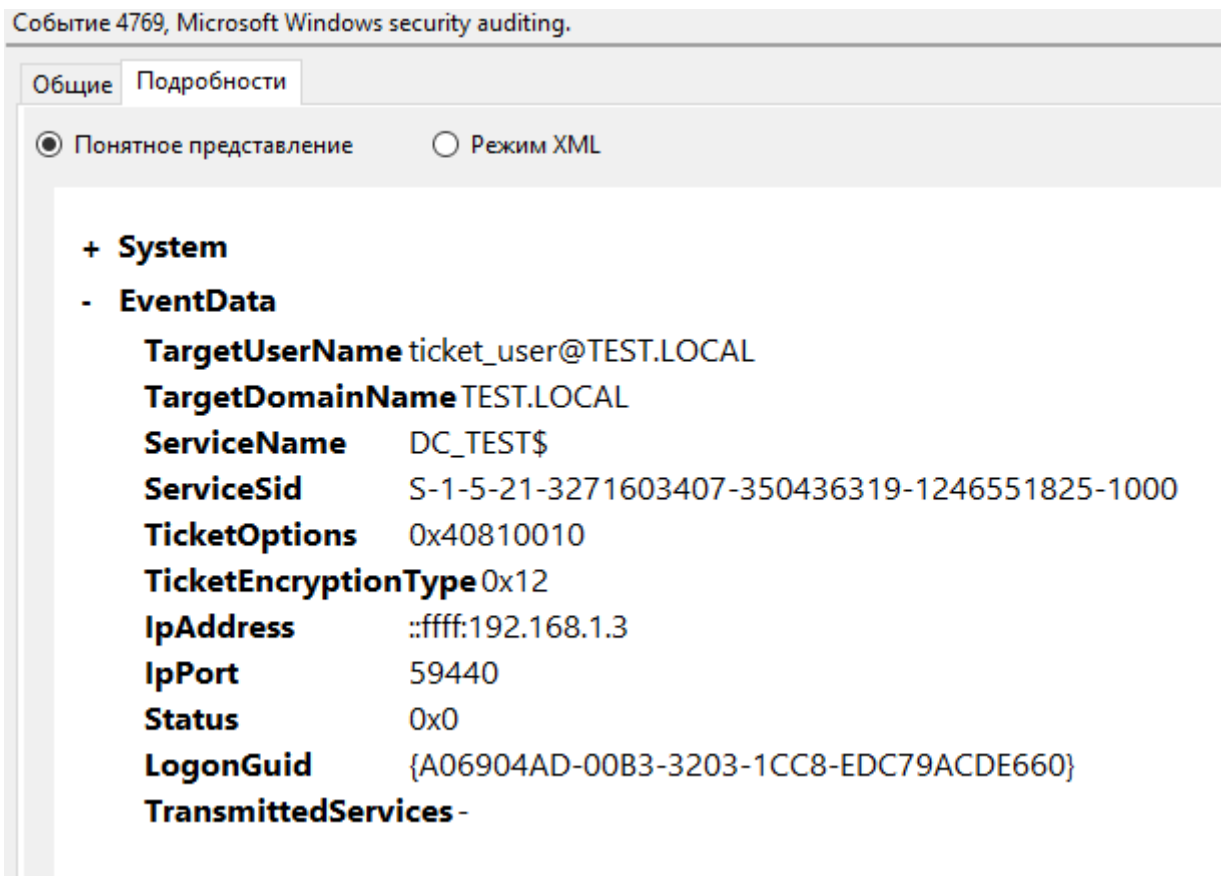 Событие 4769, Microsoft Windows security auditing.
Общие Подробности
Понятное представление Режим XML
+ System
- EventData
TargetUserName ticket_user@TEST.LOCAL
TargetDomainName TEST.LOCAL
ServiceName DC_TEST$
ServiceSid S-1-5-21-3271603407-350436319-1246551825-1000
TicketOptions 0x40810010
TicketEncryptionType 0x12
IpAddress ::ffff:192.168.1.3
IpPort 59440
Status 0x0
LogonGuid {A06904AD-00B3-3203-1CC8-EDC79ACDE660}
TransmittedServices -